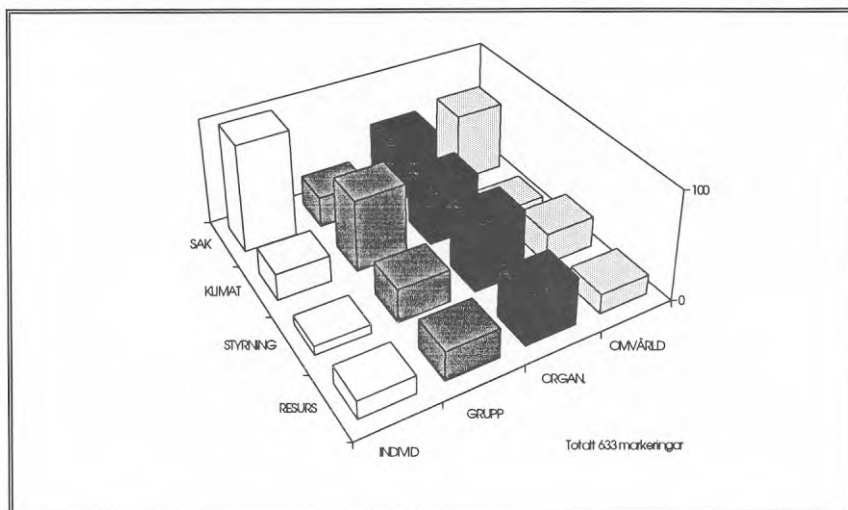 100
0
SAK
KLIMAT
STYRNING
RESURS
INDIVID
GRUPP
ORGAN.
OMVÄRLD
Totalt 633 markeringar